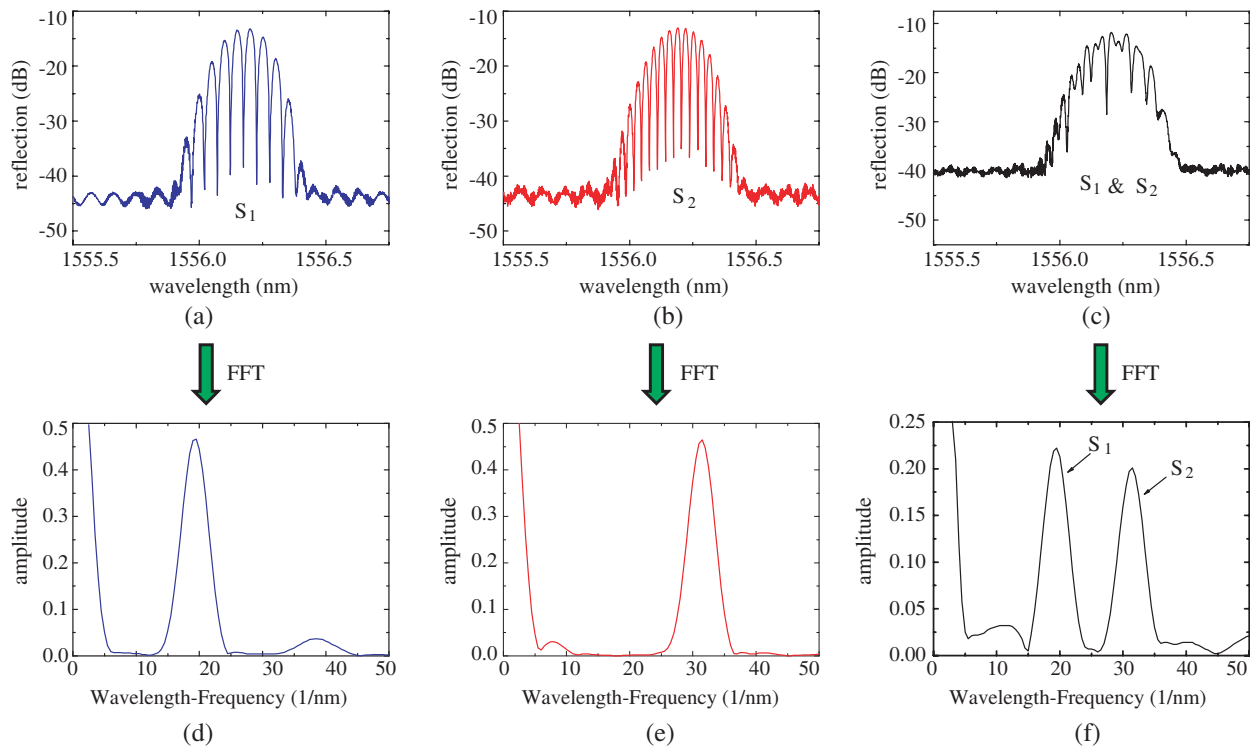 -10
-20
-30
-40
-50
reflection (dB)
S1
1555.5 1556.0 1556.5
wavelength (nm)
(a)
-10
-20
-30
-40
-50
reflection (dB)
S2
1555.5 1556.0 1556.5
wavelength (nm)
(b)
-10
-20
-30
-40
-50
reflection (dB)
S1 & S2
1555.5 1556.0 1556.5
wavelength (nm)
(c)
FFT
FFT
FFT
0.5
0.4
0.3
0.2
0.1
0.0
amplitude
0 10 20 30 40 50
Wavelength-Frequency (1/nm)
(d)
0.5
0.4
0.3
0.2
0.1
0.0
amplitude
0 10 20 30 40 50
Wavelength-Frequency (1/nm)
(e)
0.25
0.20
0.15
0.10
0.05
0.00
amplitude
S1
S2
0 10 20 30 40 50
Wavelength-Frequency (1/nm)
(f)